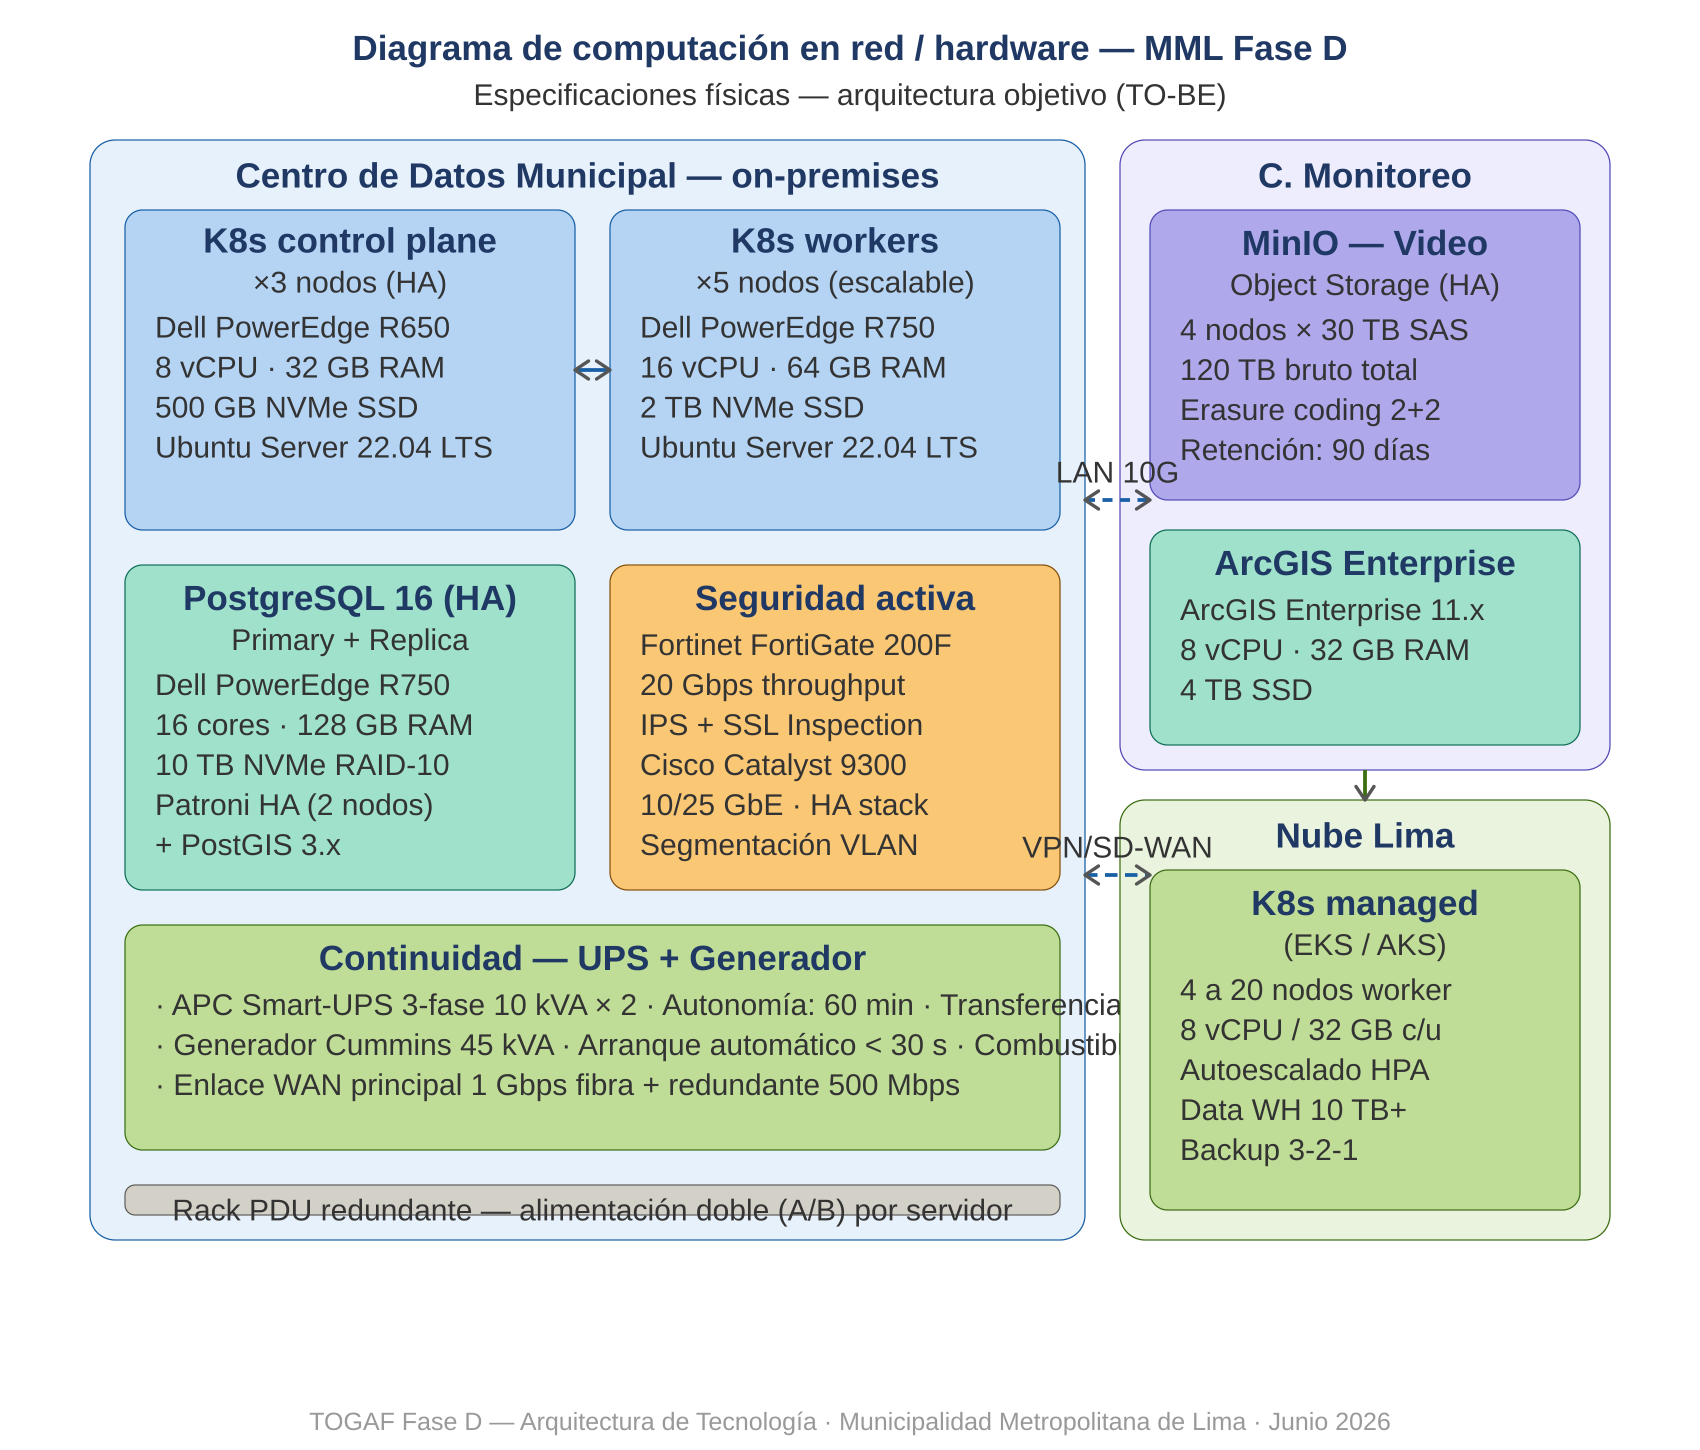 Diagrama de computación en red / hardware — MML Fase D
Especificaciones físicas — arquitectura objetivo (TO-BE)
Centro de Datos Municipal — on-premises
K8s control plane
×3 nodos (HA)
Dell PowerEdge R650
8 vCPU · 32 GB RAM
500 GB NVMe SSD
Ubuntu Server 22.04 LTS
K8s workers
×5 nodos (escalable)
Dell PowerEdge R750
16 vCPU · 64 GB RAM
2 TB NVMe SSD
Ubuntu Server 22.04 LTS
PostgreSQL 16 (HA)
Primary + Replica
Dell PowerEdge R750
16 cores · 128 GB RAM
10 TB NVMe RAID-10
Patroni HA (2 nodos)
+ PostGIS 3.x
Seguridad activa
Fortinet FortiGate 200F
20 Gbps throughput
IPS + SSL Inspection
Cisco Catalyst 9300
10/25 GbE · HA stack
Segmentación VLAN
Continuidad — UPS + Generador
· APC Smart-UPS 3-fase 10 kVA × 2 · Autonomía: 60 min · Transferencia
· Generador Cummins 45 kVA · Arranque automático < 30 s ·
· Enlace WAN principal 1 Gbps fibra + redundante 500 Mbps
Rack PDU redundante — alimentación doble (A/B) por servidor
LAN 10G
VPN/SD-WAN
C. Monitoreo
MinIO — Video
Object Storage (HA)
4 nodos × 30 TB SAS
120 TB bruto total
Erasure coding 2+2
Retención: 90 días
ArcGIS Enterprise
ArcGIS Enterprise 11.x
8 vCPU · 32 GB RAM
4 TB SSD
Nube Lima
K8s managed
(EKS / AKS)
4 a 20 nodos worker
8 vCPU / 32 GB c/u
Autoescalado HPA
Data WH 10 TB+
Backup 3-2-1
TOGAF Fase D — Arquitectura de Tecnología · Municipalidad Metropolitana de Lima · Junio 2026